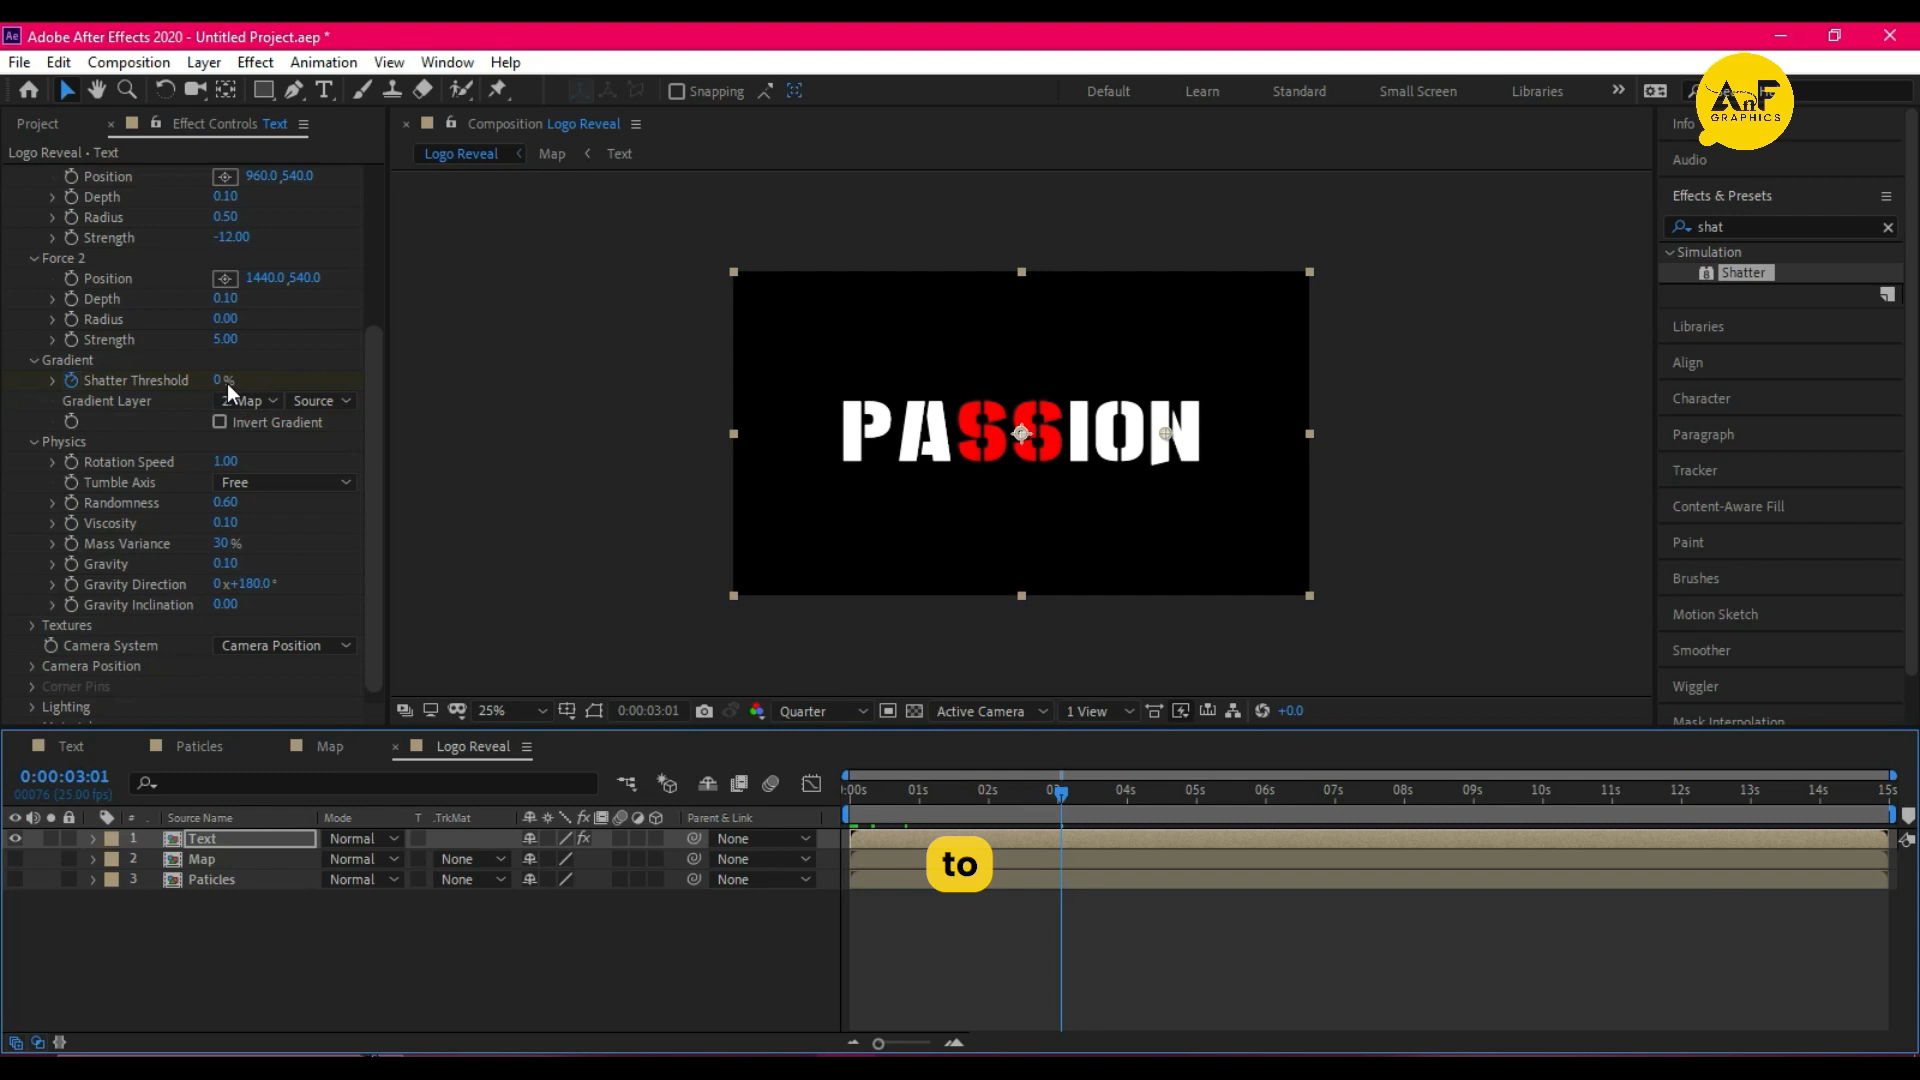 Ae Adobe After Effects 2020 - Untitled Project.aep *
File Edit Composition Layer Effect Animation View Window Help
Snapping Default Learn Standard Small Screen Libraries
AnF
GRAPHICS
Project Effect Controls Text
Logo Reveal • Text
Position 960.0,540.0
Depth 0.10
Radius 0.50
Strength -12.00
Force 2
Position 1440.0,540.0
Depth 0.10
Radius 0.00
Strength 5.00
Gradient
Shatter Threshold 0 %
Gradient Layer 2. Map Source
Invert Gradient
Physics
Rotation Speed 1.00
Tumble Axis Free
Randomness 0.60
Viscosity 0.10
Mass Variance 30 %
Gravity 0.10
Gravity Direction 0x+180.0°
Gravity Inclination 0.00
Textures
Camera System Camera Position
Camera Position
Corner Pins
Lighting
Composition Logo Reveal
Logo Reveal Map Text
PASSION
25% 0:00:03:01 Quarter Active Camera 1 View +0.0
Info
Audio
Effects & Presets
shat
Simulation
8 Shatter
Libraries
Align
Character
Paragraph
Tracker
Content-Aware Fill
Paint
Brushes
Motion Sketch
Smoother
Wiggler
Mask Interpolation
Text Paticles Map Logo Reveal
0:00:03:01
00076 (25.00 fps)
# Source Name Mode T .TrkMat fx Parent & Link
1 Text Normal fx None
2 Map Normal None None
3 Paticles Normal None None
:00s 01s 02s 03s 04s 05s 06s 07s 08s 09s 10s 11s 12s 13s 14s 15s
to